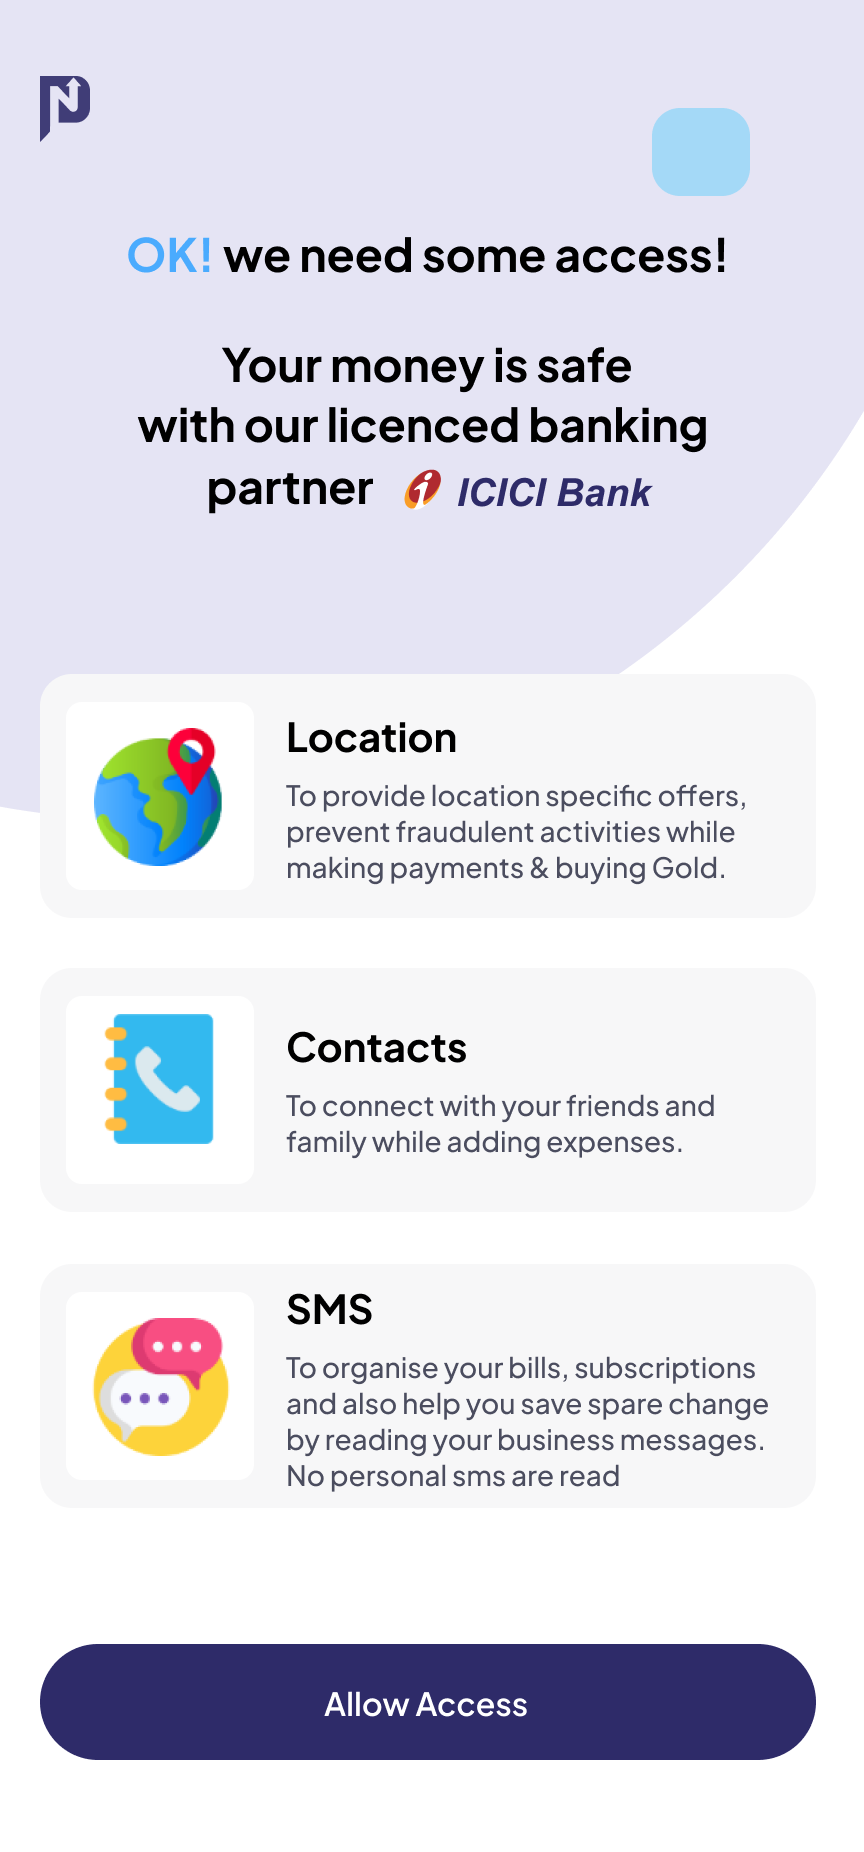 OK! we need some access!
Your money is safe
with our licenced banking
partner ICICI Bank
Location
To provide location specific offers,
prevent fraudulent activities while
making payments & buying Gold.
Contacts
To connect with your friends and
family while adding expenses.
SMS
To organise your bills, subscriptions
and also help you save spare change
by reading your business messages.
No personal sms are read
Allow Access